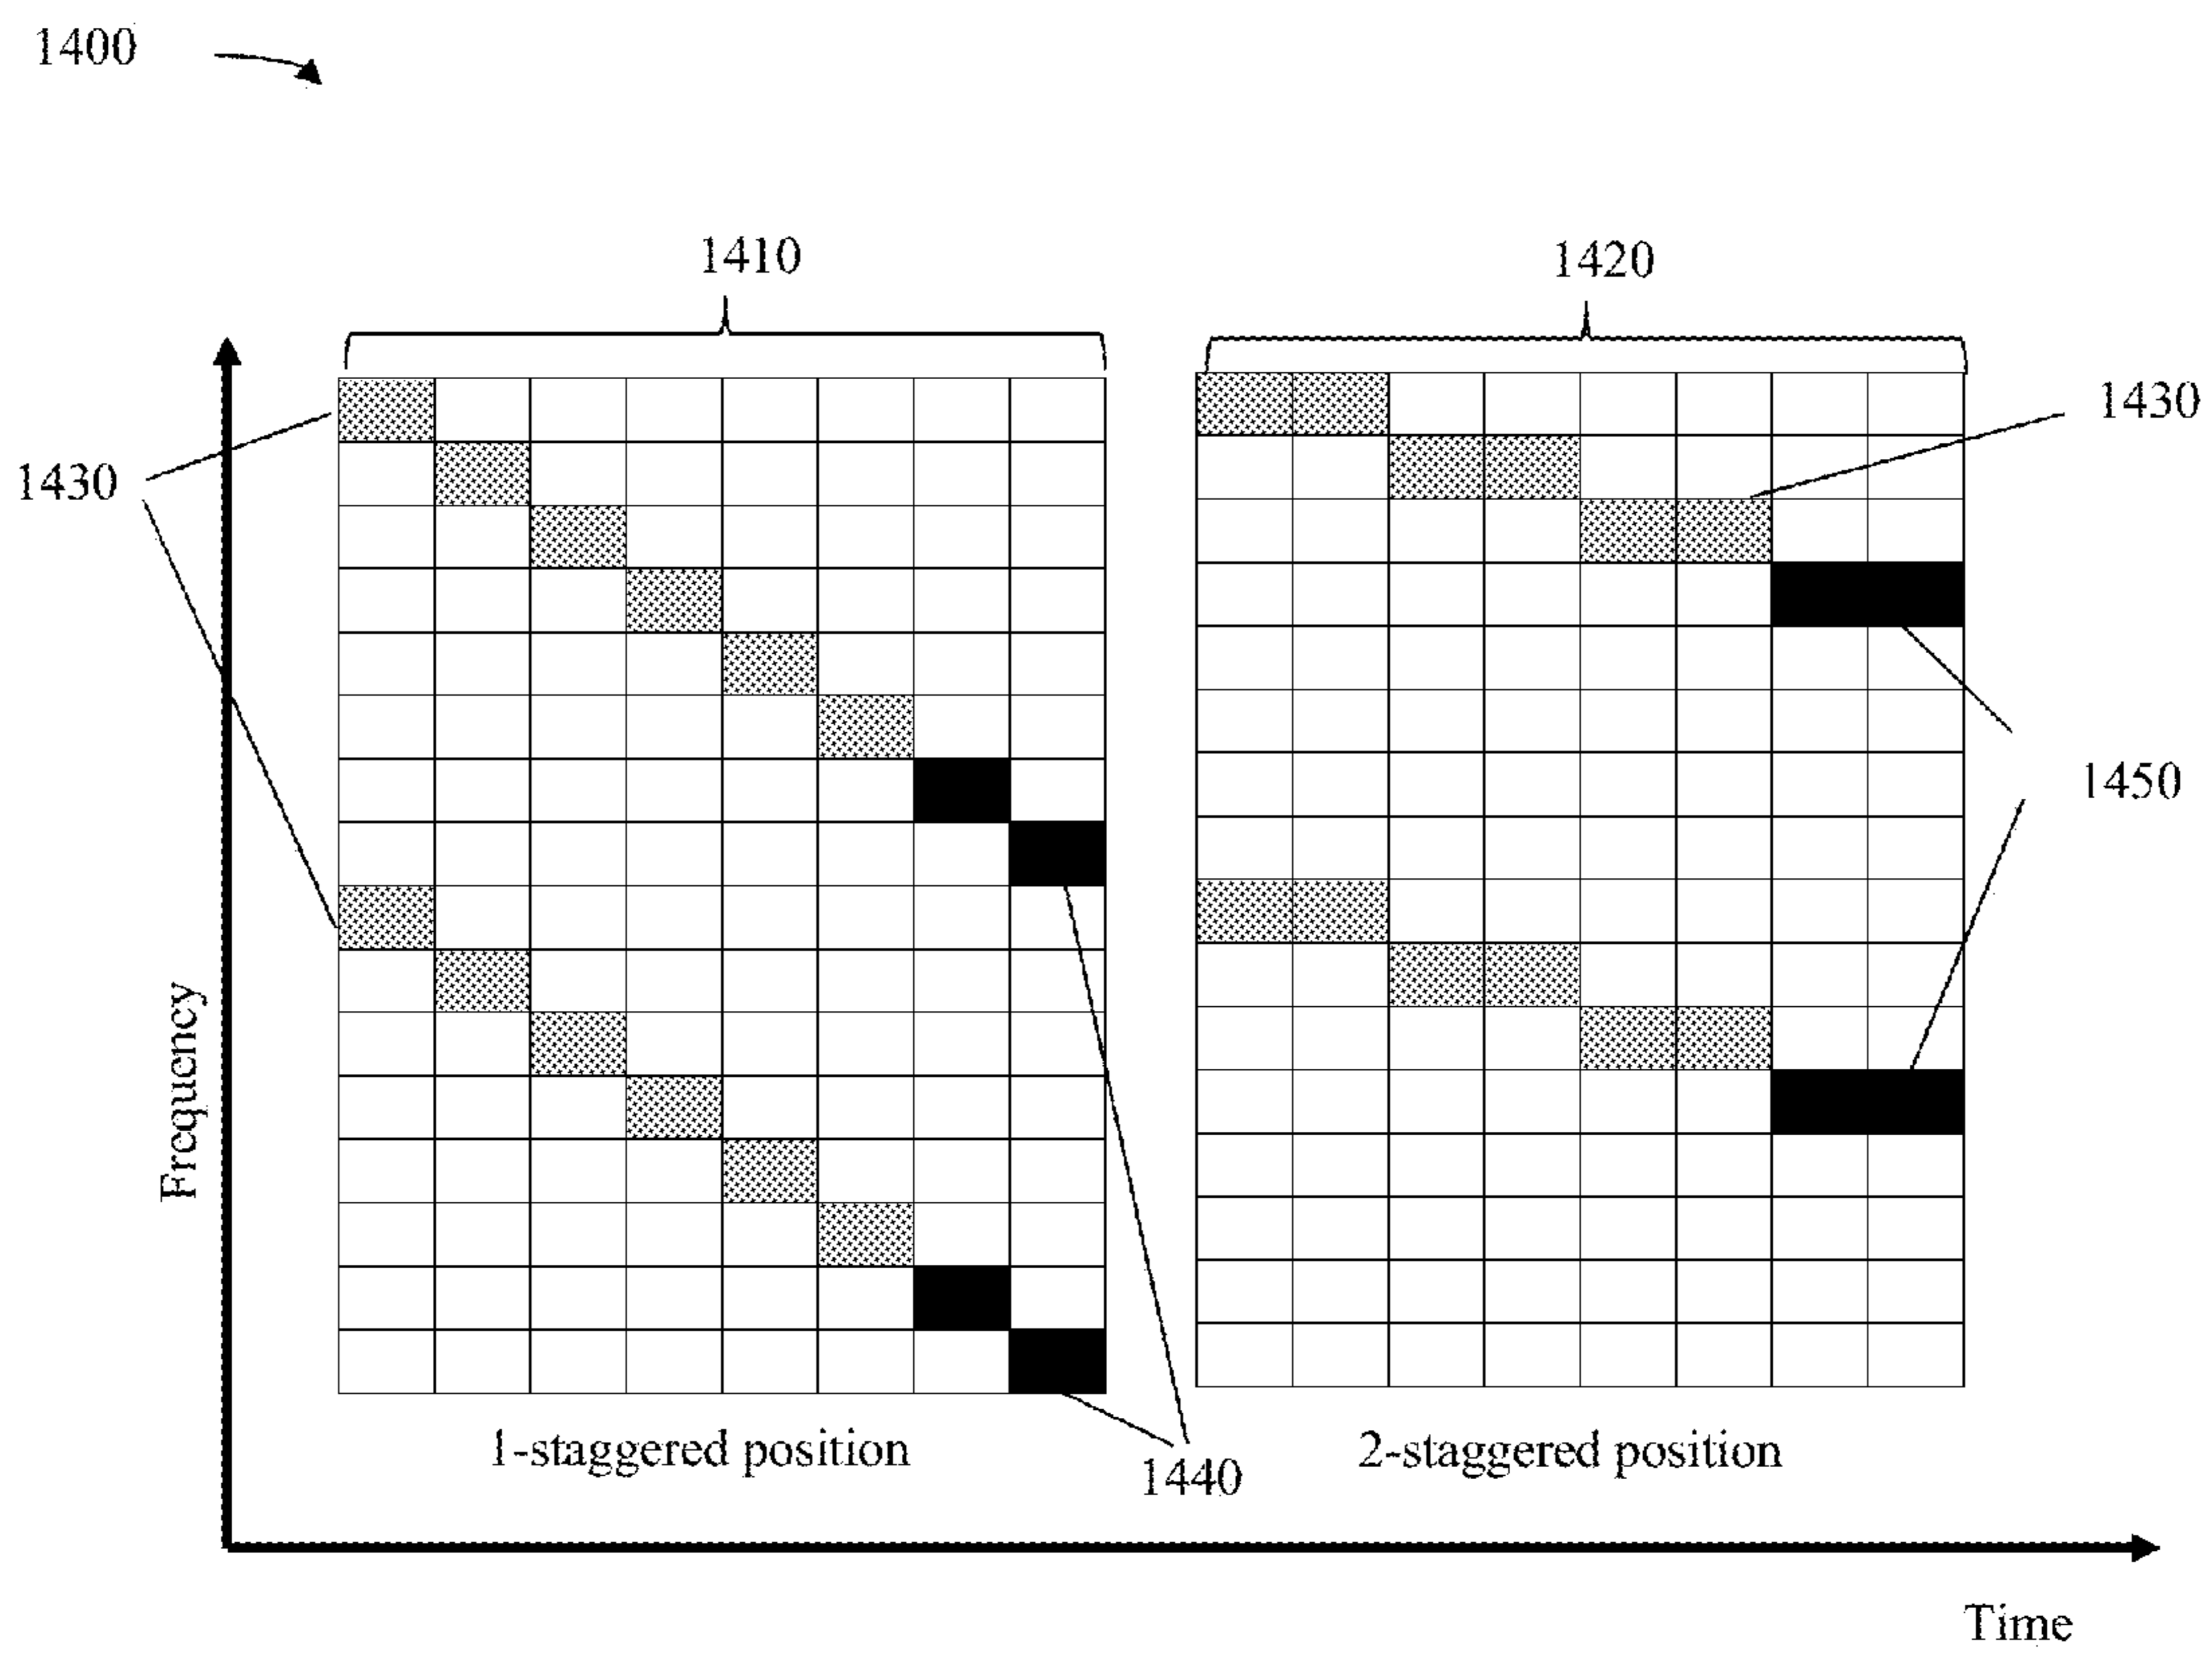 1400
1410
1420
1430
1430
1450
Frequency
1-staggered position
2-staggered position
1440
Time